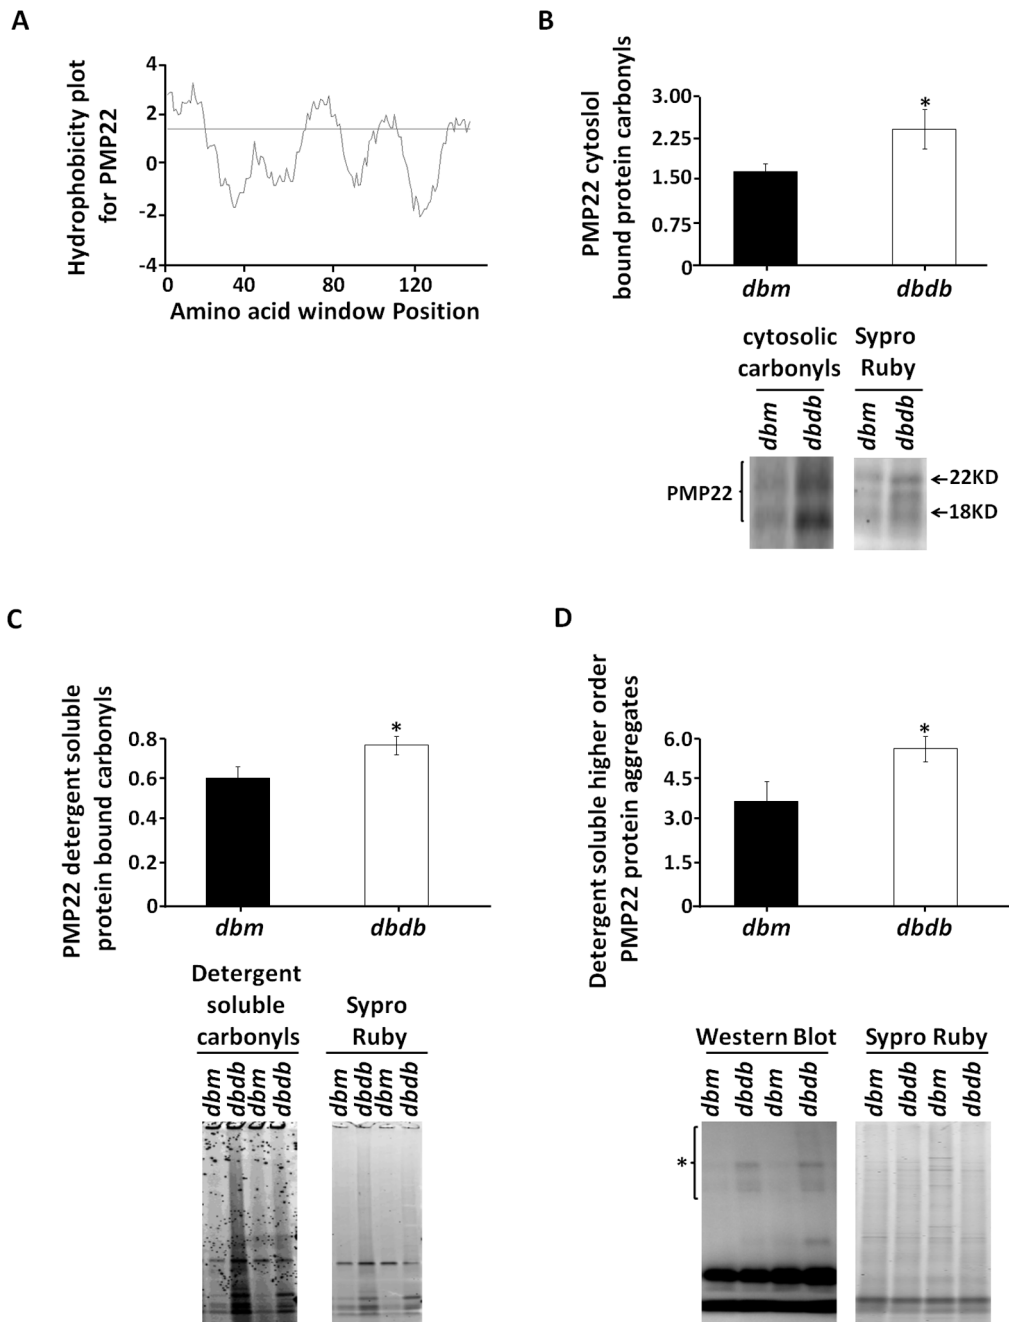 A
Hydrophobicity plot
for PMP22
4
2
0
-2
-4
0 40 80 120
Amino acid window Position
B
PMP22 cytoslol
bound protein carbonyls
3.00
2.25
1.50
0.75
0
dbm dbdb
cytosolic
carbonyls
Sypro
Ruby
dbm dbdb dbm dbdb
PMP22
←22KD
←18KD
C
PMP22 detergent soluble
protein bound carbonyls
0.8
0.6
0.4
0.2
0
*
dbm dbdb
Detergent
soluble
carbonyls
Sypro
Ruby
dbm dbdb dbm dbdb dbm dbdb dbm dbdb
D
Detergent soluble higher order
PMP22 protein aggregates
6.0
4.5
3.0
1.5
0
*
dbm dbdb
Western Blot Sypro Ruby
dbm dbdb dbm dbdb dbm dbdb dbm dbdb
*